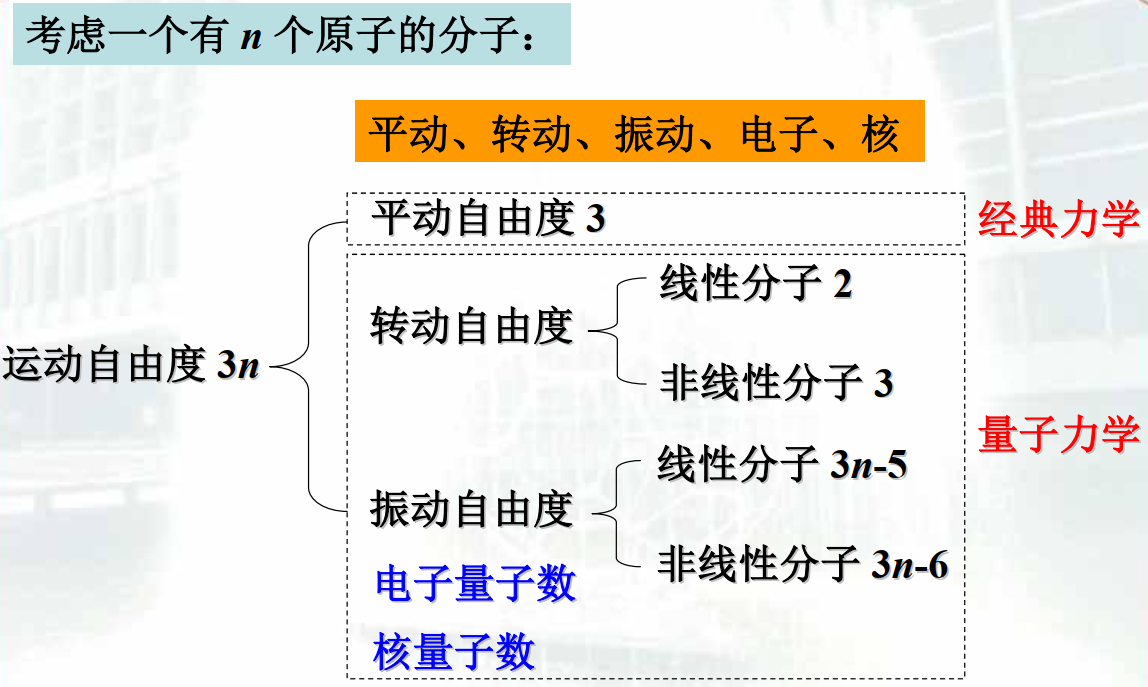 考虑一个有 n 个原子的分子：
平动、转动、振动、电子、核
平动自由度 3
经典力学
线性分子 2
转动自由度
非线性分子 3
运动自由度 3n
量子力学
线性分子 3n-5
振动自由度
非线性分子 3n-6
电子量子数
核量子数